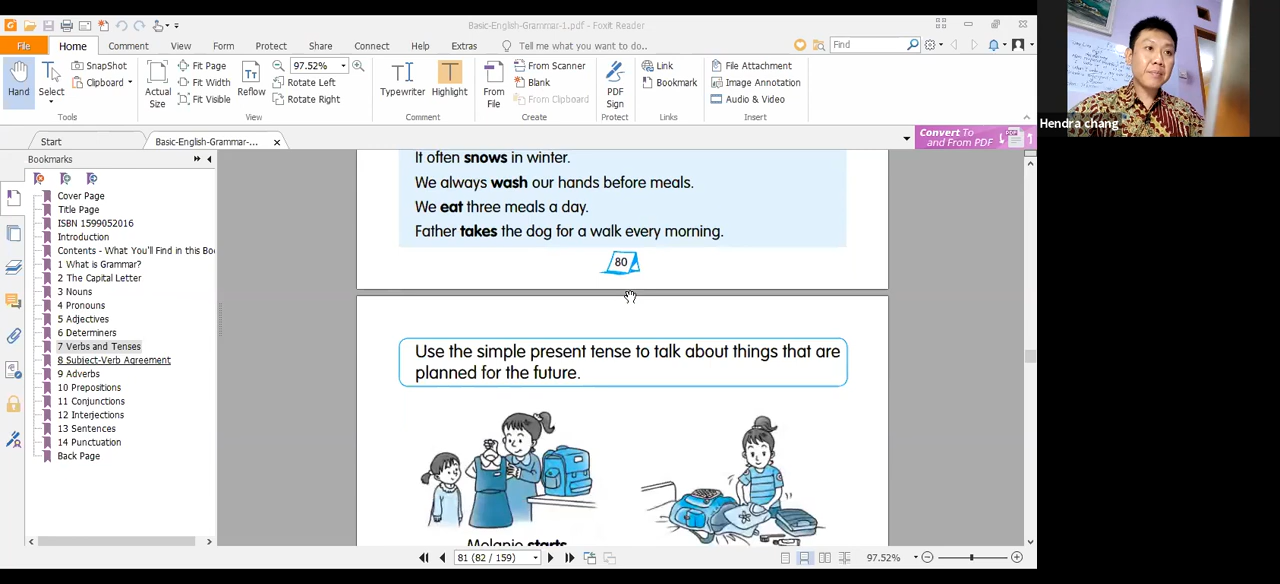 Basic-English-Grammar-1.pdf - Foxit Reader
File
Home
Comment
View
Form
Protect
Share
Connect
Help
Extras
Tell me what you want to do..
Find
Hand
Select
SnapShot
Clipboard
Tools
Actual
Size
Fit Page
Fit Width
Fit Visible
Reflow
97.52%
Rotate Left
Rotate Right
View
Typewriter
Highlight
Comment
From
File
From Scanner
Blank
From Clipboard
Create
PDF
Sign
Protect
Link
Bookmark
Links
File Attachment
Image Annotation
Audio & Video
Insert
Hendra chang
Start
Basic-English-Grammar-...
Convert To
and From PDF
Bookmarks
Cover Page
Title Page
ISBN 1599052016
Introduction
Contents - What You'll Find in this Boo
1 What is Grammar?
2 The Capital Letter
3 Nouns
4 Pronouns
5 Adjectives
6 Determiners
7 Verbs and Tenses
8 Subject-Verb Agreement
9 Adverbs
10 Prepositions
11 Conjunctions
12 Interjections
13 Sentences
14 Punctuation
Back Page
It often snows in winter.
We always wash our hands before meals.
We eat three meals a day.
Father takes the dog for a walk every morning.
80
Use the simple present tense to talk about things that are
planned for the future.
Melanie starts
81 (82 / 159)
97.52%